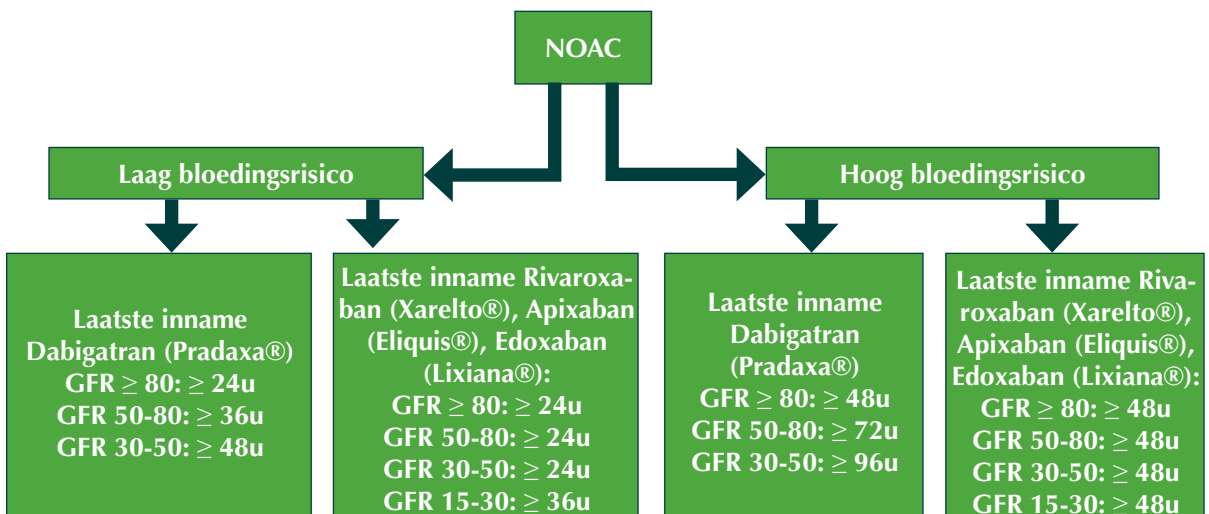 NOAC
Laag bloedingsrisico
Hoog bloedingsrisico
Laatste inname
Dabigatran (Pradaxa®)
GFR ≥ 80: ≥ 24u
GFR 50-80: ≥ 36u
GFR 30-50: ≥ 48u
Laatste inname Rivaroxa-
ban (Xarelto®), Apixaban
(Eliquis®), Edoxaban
(Lixiana®):
GFR ≥ 80: ≥ 24u
GFR 50-80: ≥ 24u
GFR 30-50: ≥ 24u
GFR 15-30: ≥ 36u
Laatste inname
Dabigatran
(Pradaxa®)
GFR ≥ 80: ≥ 48u
GFR 50-80: ≥ 72u
GFR 30-50: ≥ 96u
Laatste inname Riva-
roxaban (Xarelto®),
Apixaban (Eliquis®),
Edoxaban (Lixiana®):
GFR ≥ 80: ≥ 48u
GFR 50-80: ≥ 48u
GFR 30-50: ≥ 48u
GFR 15-30: ≥ 48u